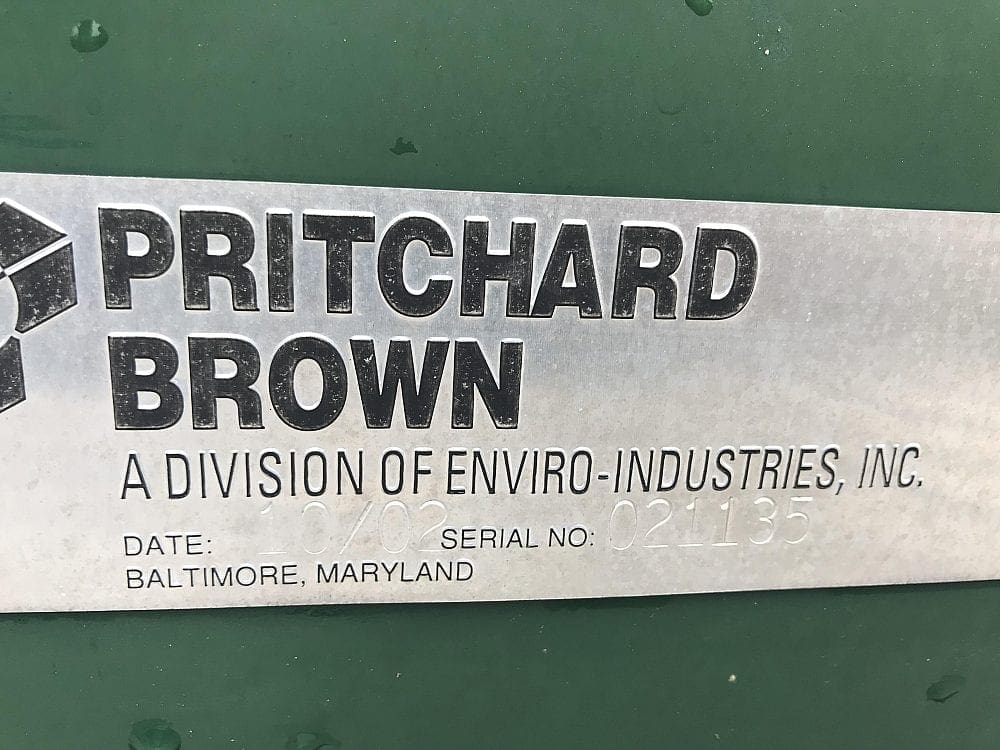 PRITCHARD
BROWN
A DIVISION OF ENVIRO-INDUSTRIES, INC.
DATE: 10/02 SERIAL NO: 021135
BALTIMORE, MARYLAND